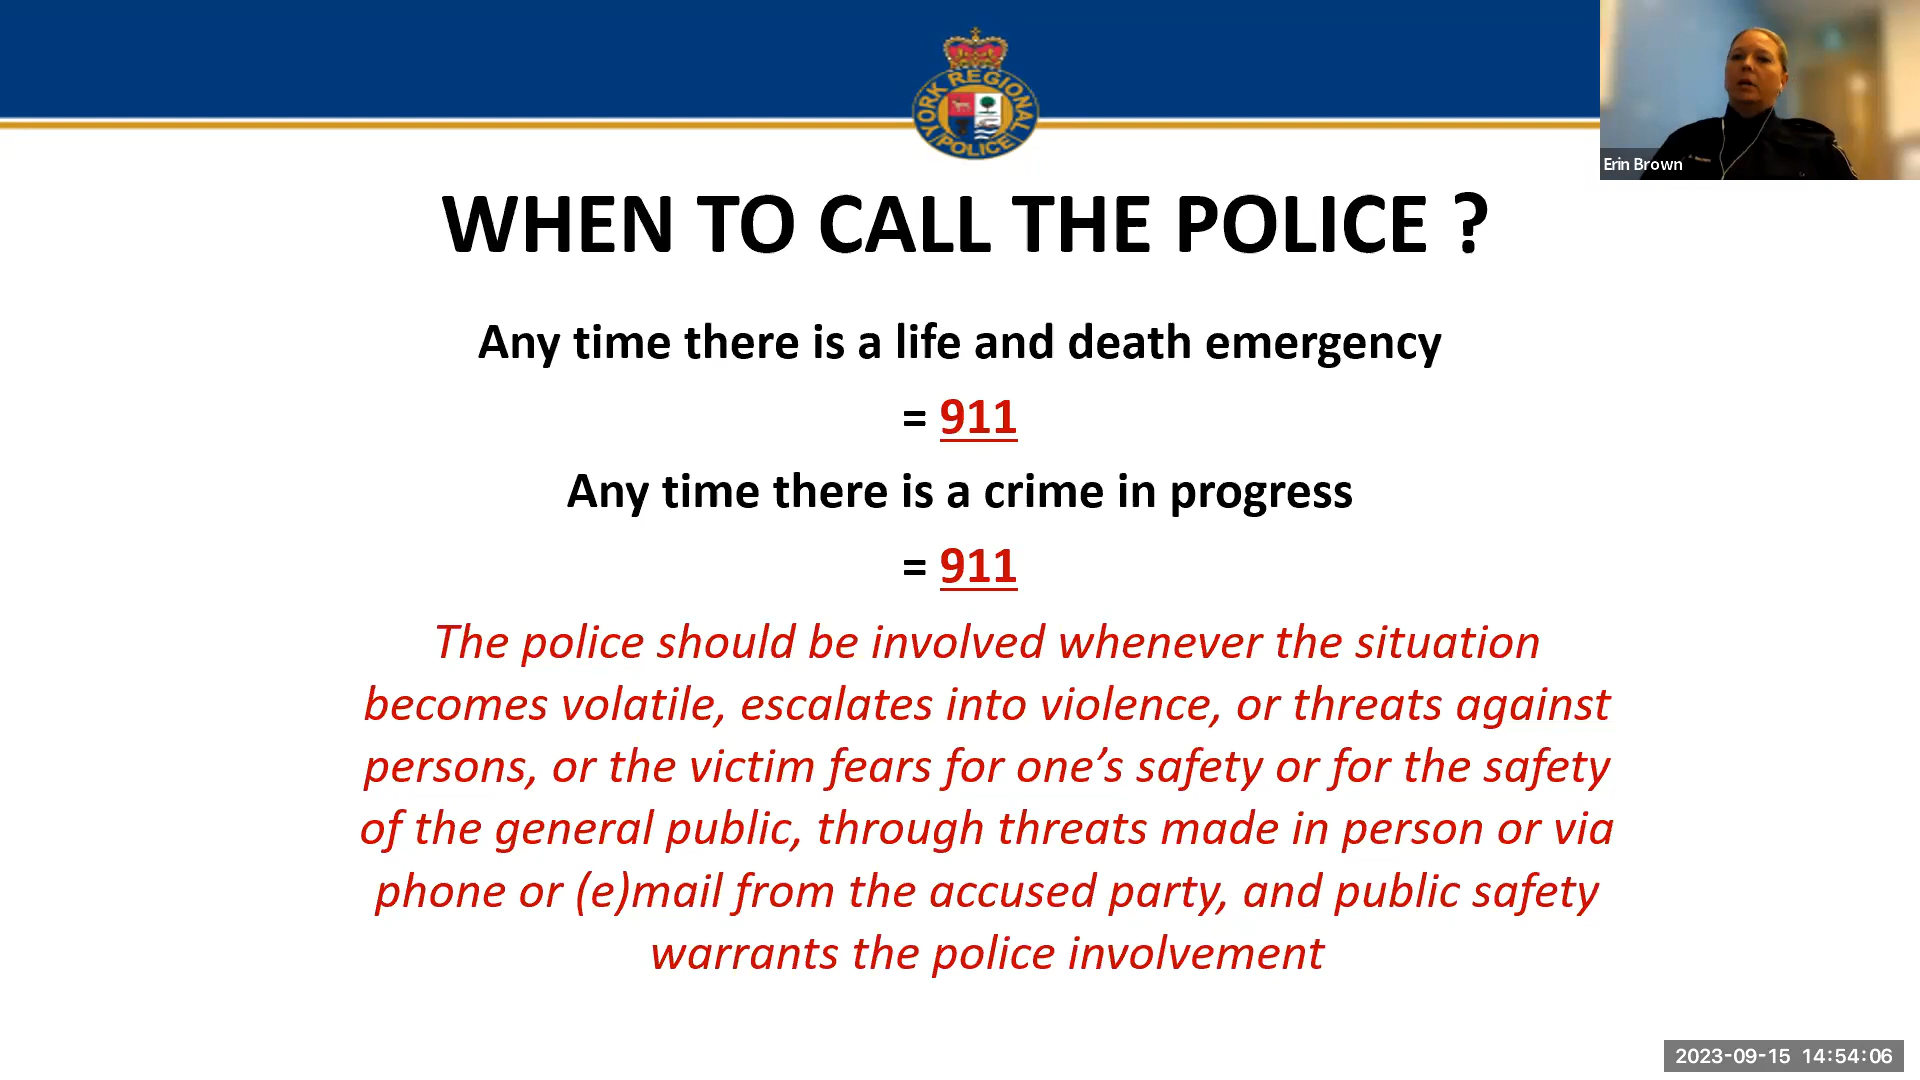 YORK REGIONAL POLICE
Erin Brown
WHEN TO CALL THE POLICE ?
Any time there is a life and death emergency
= 911
Any time there is a crime in progress
= 911
The police should be involved whenever the situation
becomes volatile, escalates into violence, or threats against
persons, or the victim fears for one’s safety or for the safety
of the general public, through threats made in person or via
phone or (e)mail from the accused party, and public safety
warrants the police involvement
2023-09-15 14:54:06